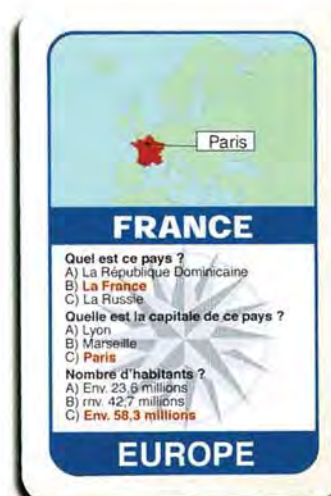 Paris
FRANCE
Quel est ce pays ?
A) La République Dominicaine
B) La France
C) La Russie
Quelle est la capitale de ce pays ?
A) Lyon
B) Marseille
C) Paris
Nombre d'habitants ?
A) Env. 23,6 millions
B) rnv. 42,7 millions
C) Env. 58,3 millions
EUROPE